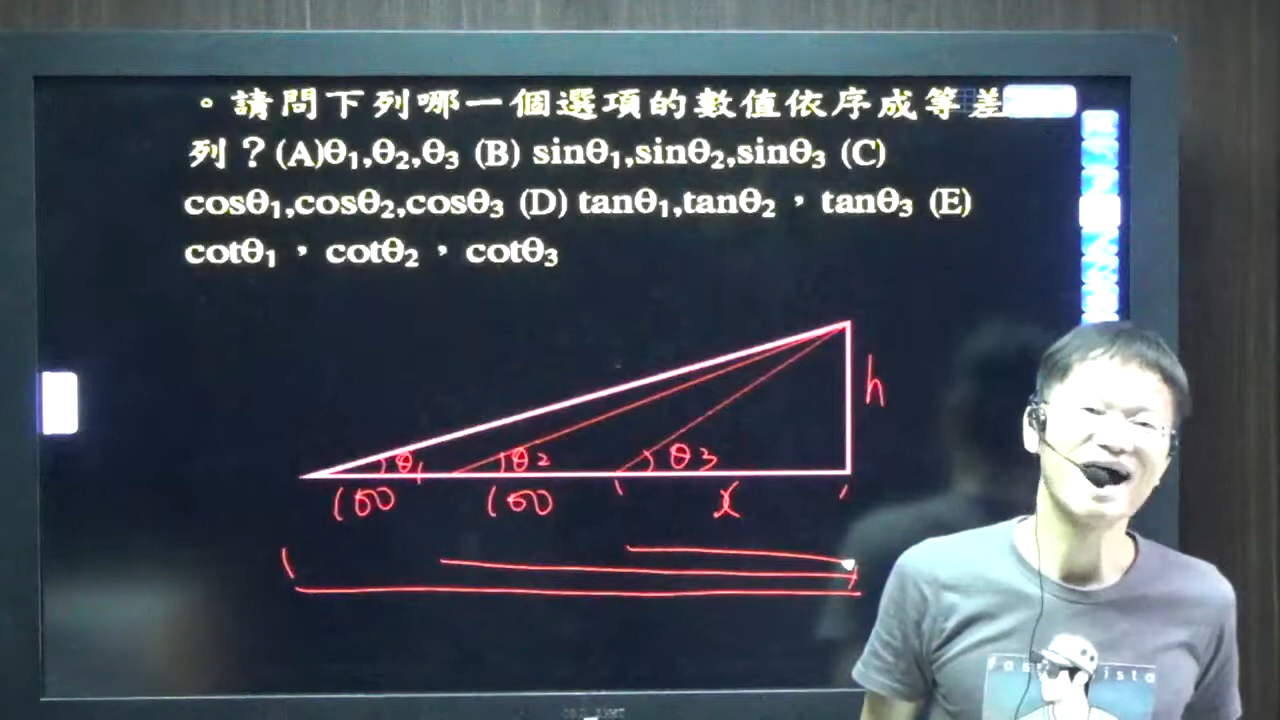 。請問下列哪一個選項的數值依序成等差
列？(A)θ₁,θ₂,θ₃ (B) sinθ₁,sinθ₂,sinθ₃ (C)
cosθ₁,cosθ₂,cosθ₃ (D) tanθ₁,tanθ₂，tanθ₃ (E)
cotθ₁，cotθ₂，cotθ₃
h
θ₁ θ₂ θ3
100 100 x